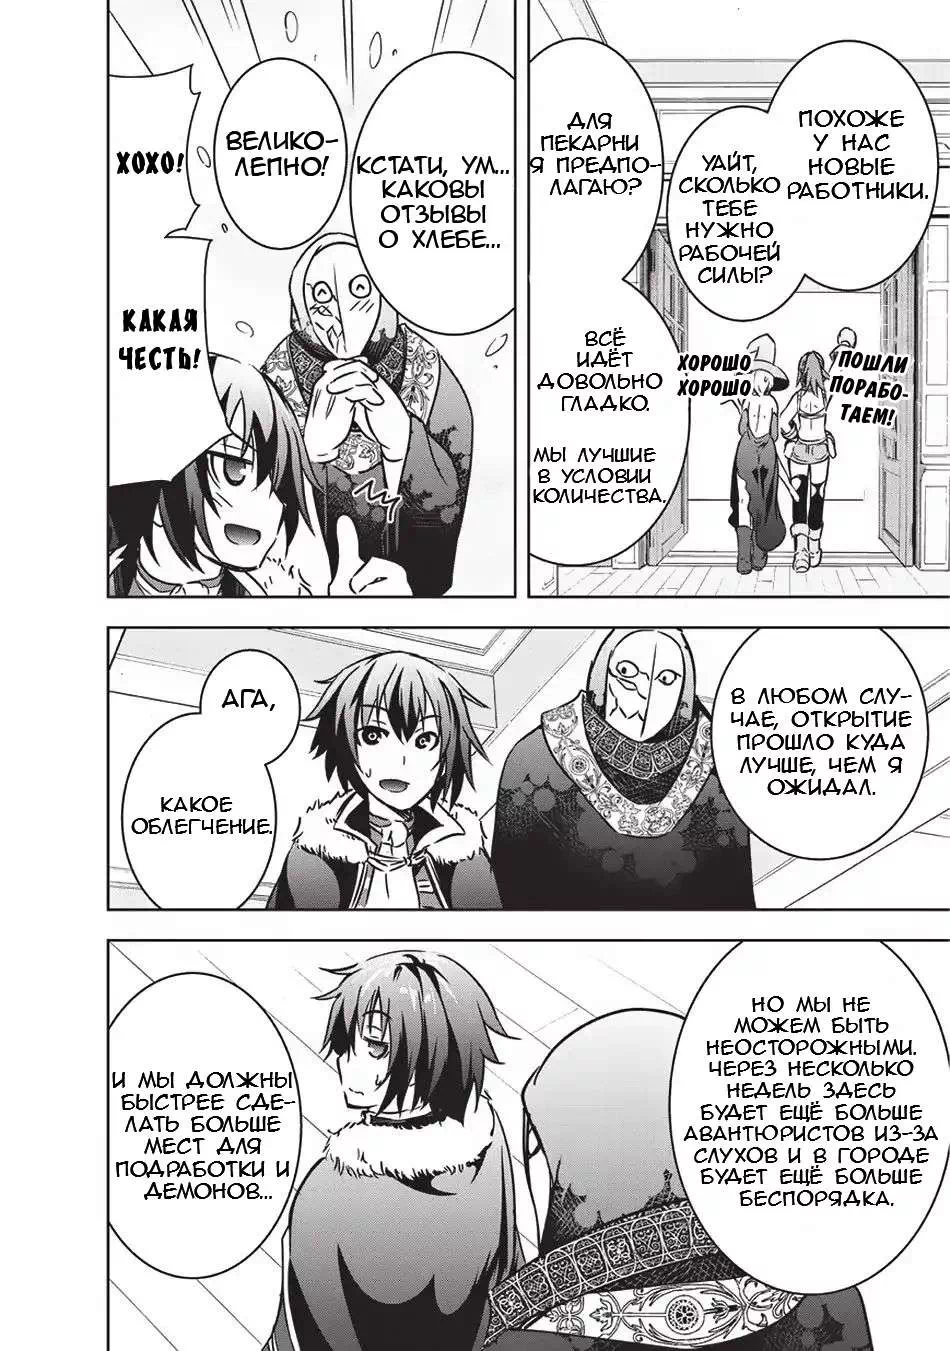 ПОХОЖЕ
У НАС
НОВЫЕ
РАБОТНИКИ.
УАЙТ,
СКОЛЬКО
ТЕБЕ
НУЖНО
РАБОЧЕЙ
СИЛЫ?
ПОШЛИ
ПОРАБО-
ТАЕМ!
ХОРОШО
ХОРОШО
ДЛЯ
ПЕКАРНИ
Я ПРЕДПО-
ЛАГАЮ?
ВСЁ
ИДЁТ
ДОВОЛЬНО
ГЛАДКО.
МЫ ЛУЧШИЕ
В УСЛОВИИ
КОЛИЧЕСТВА.
КСТАТИ, УМ...
КАКОВЫ
ОТЗЫВЫ
О ХЛЕБЕ...
ВЕЛИКО-
ЛЕПНО!
ХОХО!
КАКАЯ
ЧЕСТЬ!
В ЛЮБОМ СЛУ-
ЧАЕ, ОТКРЫТИЕ
ПРОШЛО КУДА
ЛУЧШЕ, ЧЕМ Я
ОЖИДАЛ.
АГА,
КАКОЕ
ОБЛЕГЧЕНИЕ.
НО МЫ НЕ
МОЖЕМ БЫТЬ
НЕОСТОРОЖНЫМИ.
ЧЕРЕЗ НЕСКОЛЬКО
НЕДЕЛЬ ЗДЕСЬ
БУДЕТ ЕЩЁ БОЛЬШЕ
АВАНТЮРИСТОВ ИЗ-ЗА
СЛУХОВ И В ГОРОДЕ
БУДЕТ ЕЩЁ БОЛЬШЕ
БЕСПОРЯДКА.
И МЫ ДОЛЖНЫ
БЫСТРЕЕ СДЕ-
ЛАТЬ БОЛЬШЕ
МЕСТ ДЛЯ
ПОДРАБОТКИ И
ДЕМОНОВ...